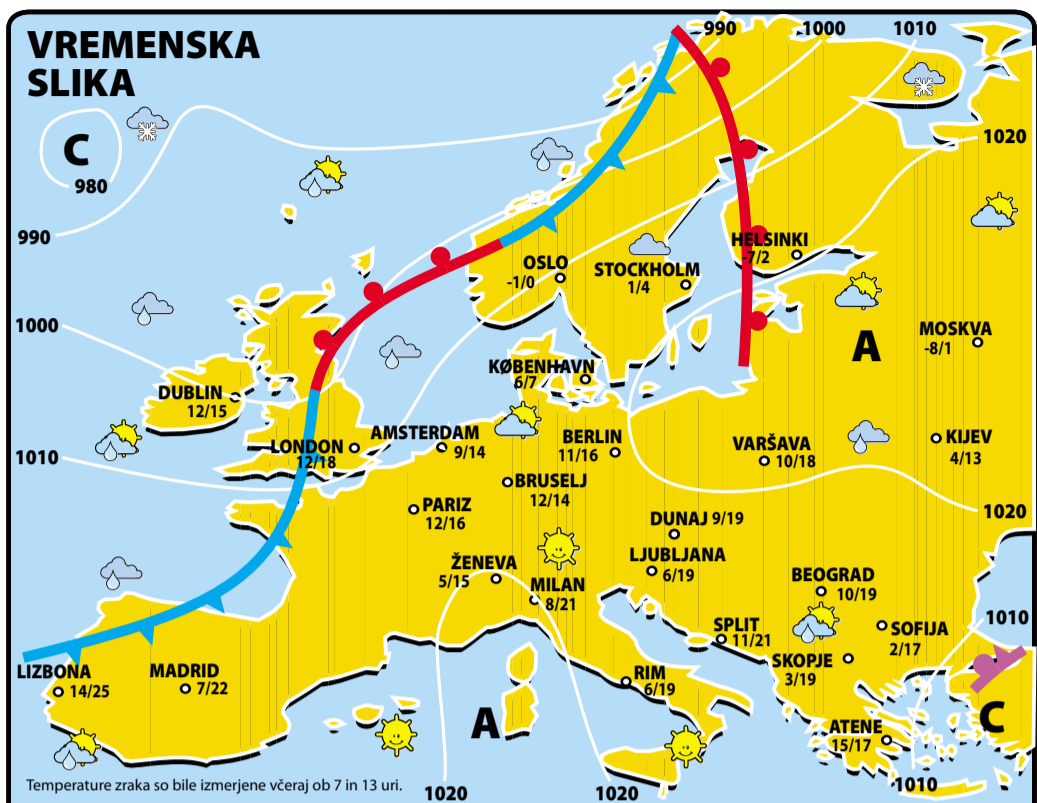 VREMENSKA
SLIKA
990
1000
1010
C
980
1020
990
HELSINKI
-7/2
OSLO
-1/0
STOCKHOLM
1/4
1000
MOSKVA
-8/1
A
KØBENHAVN
6/7
DUBLIN
12/15
AMSTERDAM
9/14
LONDON
12/18
BERLIN
11/16
VARŠAVA
10/18
KIJEV
4/13
1010
BRUSELJ
12/14
PARIZ
12/16
DUNAJ 9/19
1020
ŽENEVA
5/15
LJUBLJANA
6/19
MILAN
8/21
BEOGRAD
10/19
1010
SPLIT
11/21
SOFIJA
2/17
SKOPJE
3/19
LIZBONA
14/25
MADRID
7/22
RIM
6/19
A
C
ATENE
15/17
Temperature zraka so bile izmerjene včeraj ob 7 in 13 uri.
1020
1020
1010